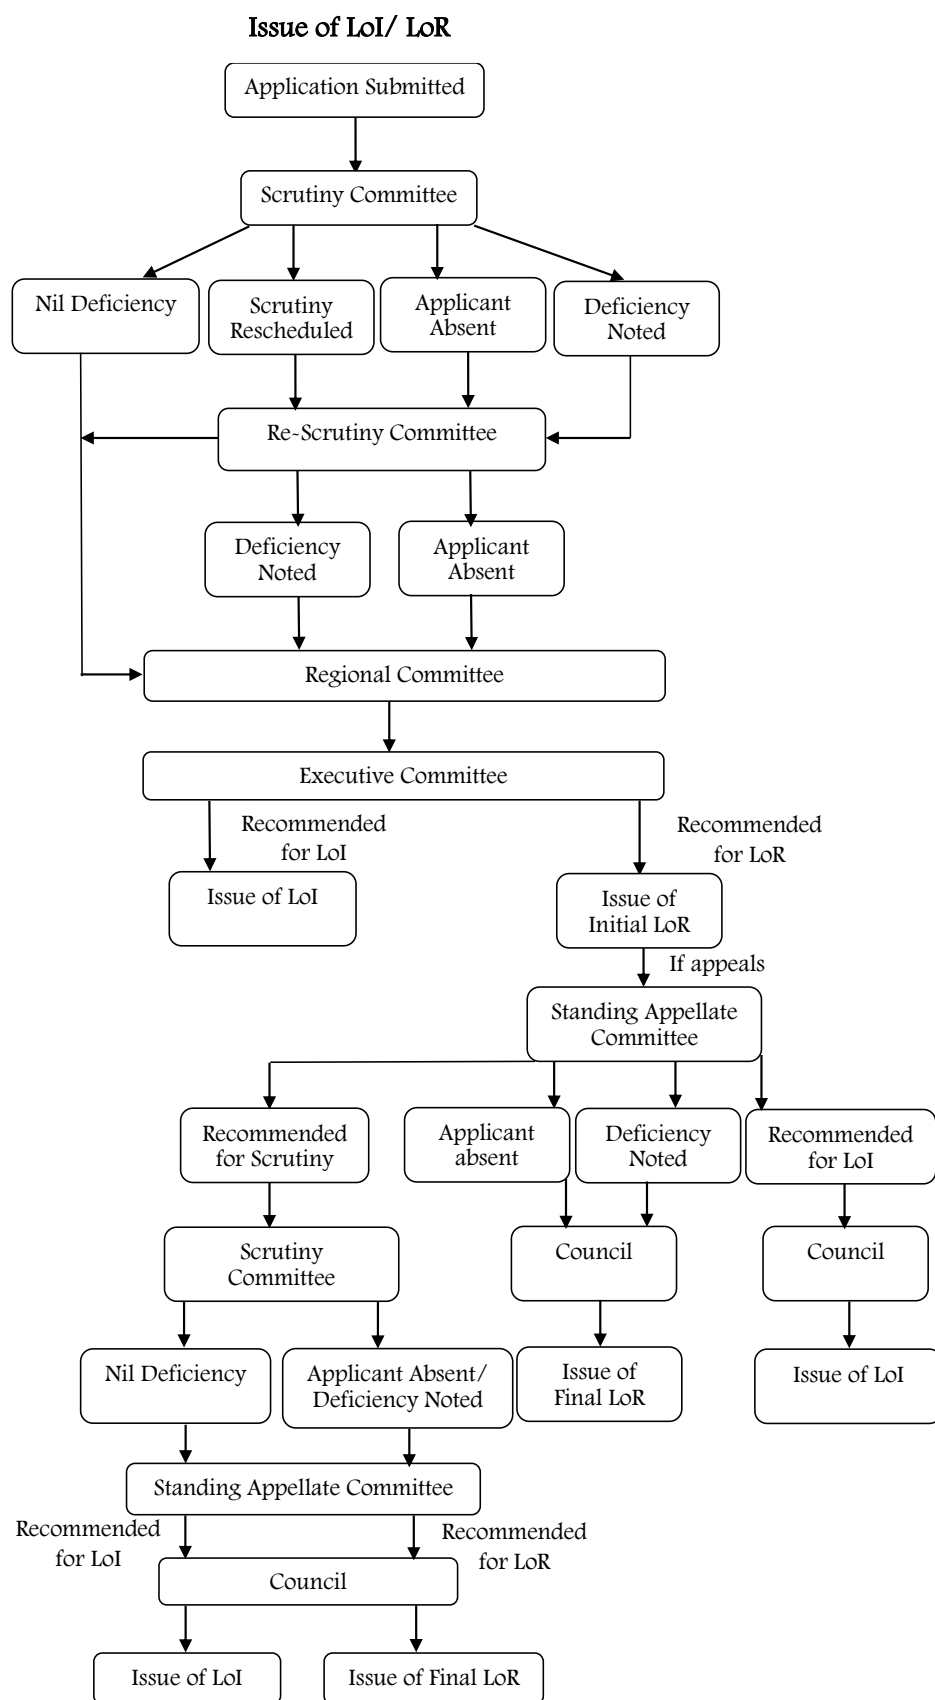 Issue of LoI/ LoR
Application Submitted
Scrutiny Committee
Nil Deficiency
Scrutiny
Rescheduled
Applicant
Absent
Deficiency
Noted
Re-Scrutiny Committee
Deficiency
Noted
Applicant
Absent
Regional Committee
Executive Committee
Recommended
for LoI
Recommended
for LoR
Issue of LoI
Issue of
Initial LoR
If appeals
Standing Appellate
Committee
Recommended
for Scrutiny
Applicant
absent
Deficiency
Noted
Recommended
for LoI
Scrutiny
Committee
Council
Council
Nil Deficiency
Applicant Absent/
Deficiency Noted
Issue of
Final LoR
Issue of LoI
Standing Appellate Committee
Recommended
for LoI
Recommended
for LoR
Council
Issue of LoI
Issue of Final LoR